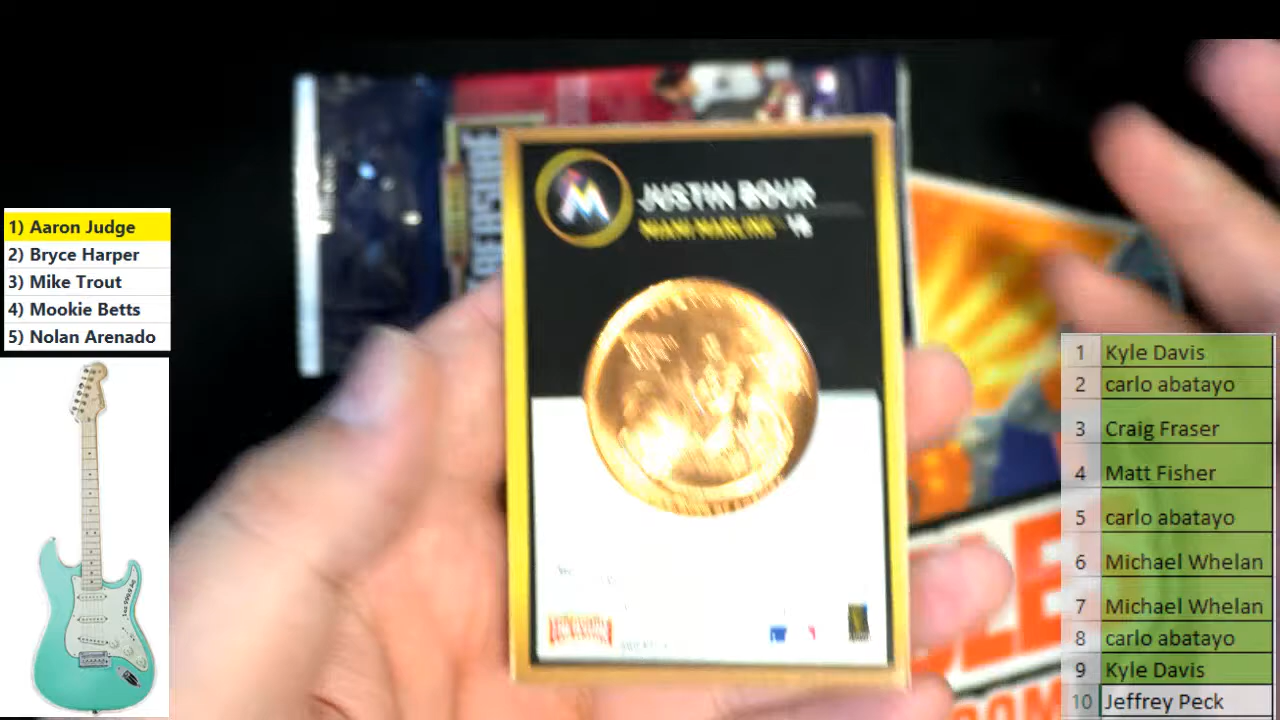 1) Aaron Judge
2) Bryce Harper
3) Mike Trout
4) Mookie Betts
5) Nolan Arenado
JUSTIN BOUR
MIAMI MARLINS
1B
TREASURE
1 Kyle Davis
2 carlo abatayo
3 Craig Fraser
4 Matt Fisher
5 carlo abatayo
6 Michael Whelan
7 Michael Whelan
8 carlo abatayo
9 Kyle Davis
10 Jeffrey Peck